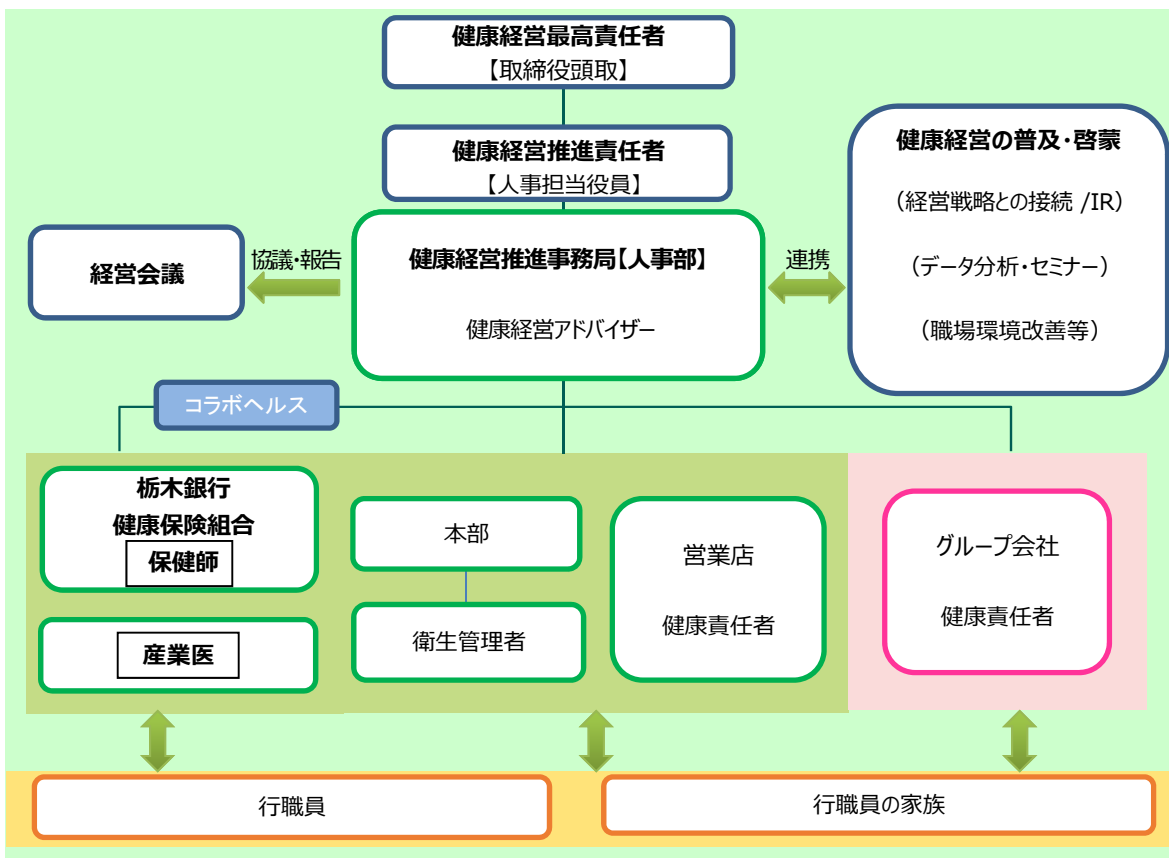 健康経営最高責任者
【取締役頭取】
健康経営推進責任者
【人事担当役員】
健康経営の普及・啓蒙
（経営戦略との接続 /IR）
（データ分析・セミナー）
（職場環境改善等）
経営会議
協議・報告
健康経営推進事務局【人事部】
健康経営アドバイザー
連携
コラボヘルス
栃木銀行
健康保険組合
保健師
産業医
本部
衛生管理者
営業店
健康責任者
グループ会社
健康責任者
行職員
行職員の家族